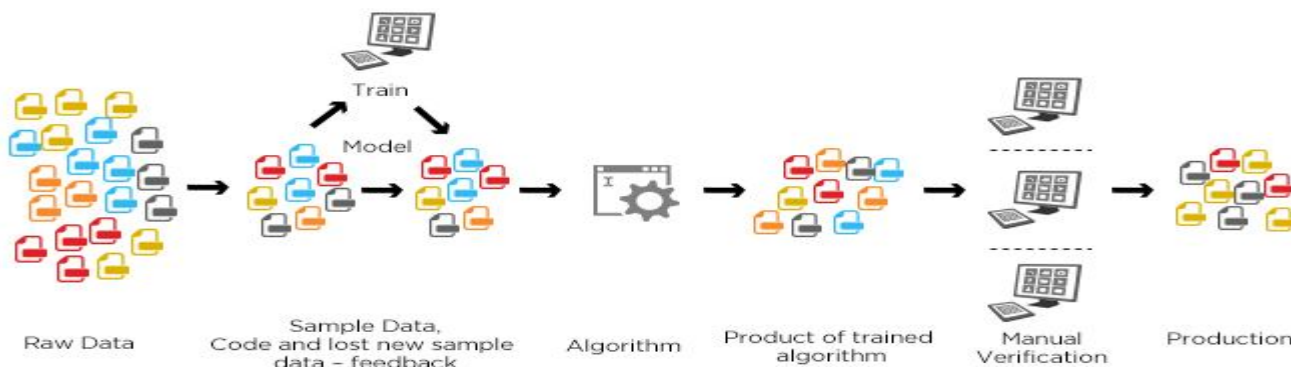 Train
Model
Raw Data
Sample Data,
Code and lost new sample
data – feedback
Algorithm
Product of trained
algorithm
Manual
Verification
Production